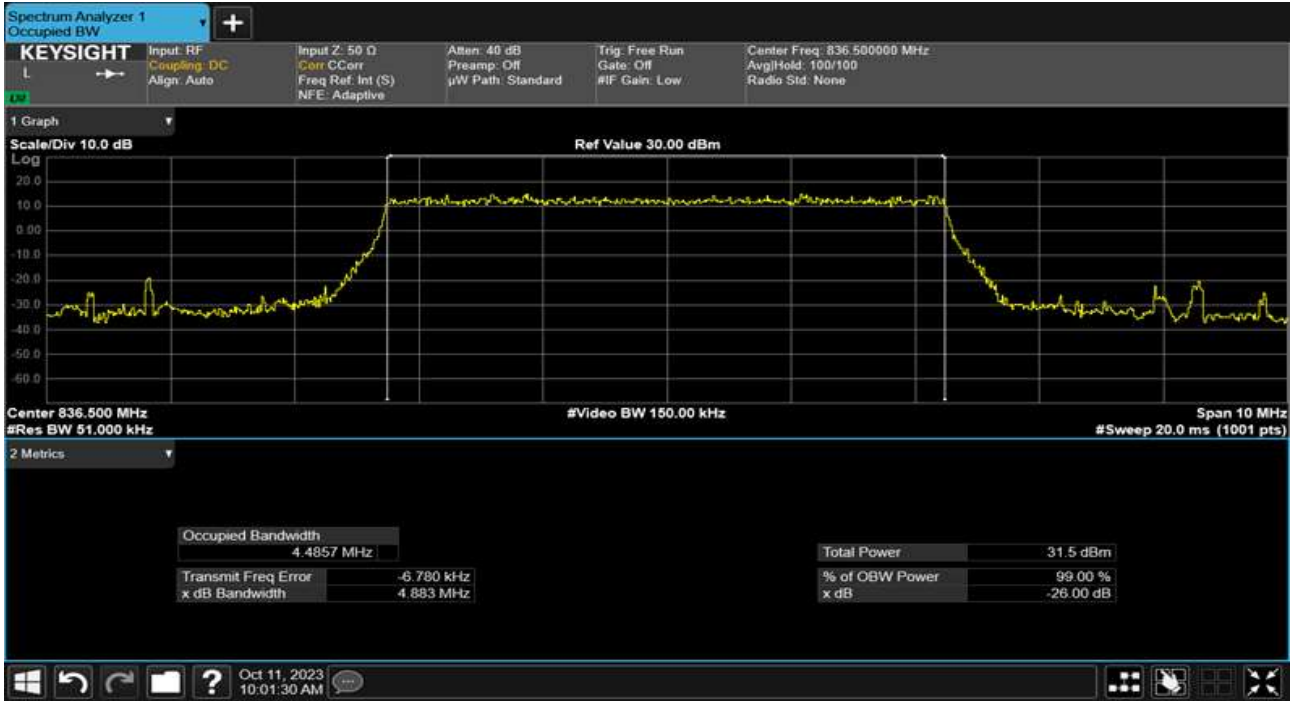 Spectrum Analyzer 1
Occupied BW
+
KEYSIGHT Input: RF Input Z: 50 Ω Atten: 40 dB Trig: Free Run Center Freq: 836.500000 MHz
L Coupling: DC Corr CCorr Preamp: Off Gate: Off Avg|Hold: 100/100
Align: Auto Freq Ref: Int (S) µW Path: Standard #IF Gain: Low Radio Std: None
NFE: Adaptive
1 Graph
Scale/Div 10.0 dB Ref Value 30.00 dBm
Log
20.0
10.0
0.00
-10.0
-20.0
-30.0
-40.0
-50.0
-60.0
Center 836.500 MHz #Video BW 150.00 kHz Span 10 MHz
#Res BW 51.000 kHz #Sweep 20.0 ms (1001 pts)
2 Metrics
Occupied Bandwidth
4.4857 MHz Total Power 31.5 dBm
Transmit Freq Error -6.780 kHz % of OBW Power 99.00 %
x dB Bandwidth 4.883 MHz x dB -26.00 dB
? Oct 11, 2023
10:01:30 AM